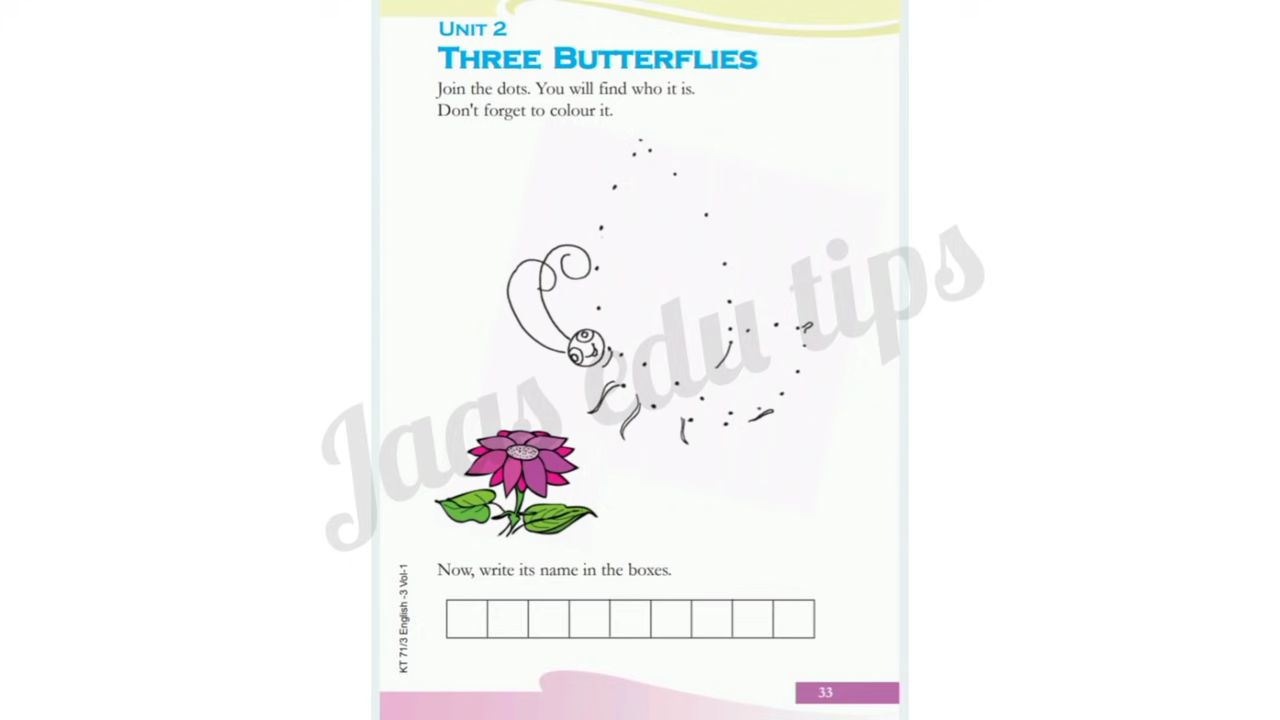 UNIT 2
THREE BUTTERFLIES
Join the dots. You will find who it is.
Don't forget to colour it.
Jaas edu tips
Now, write its name in the boxes.
KT 71/3 English -3 Vol-1
33